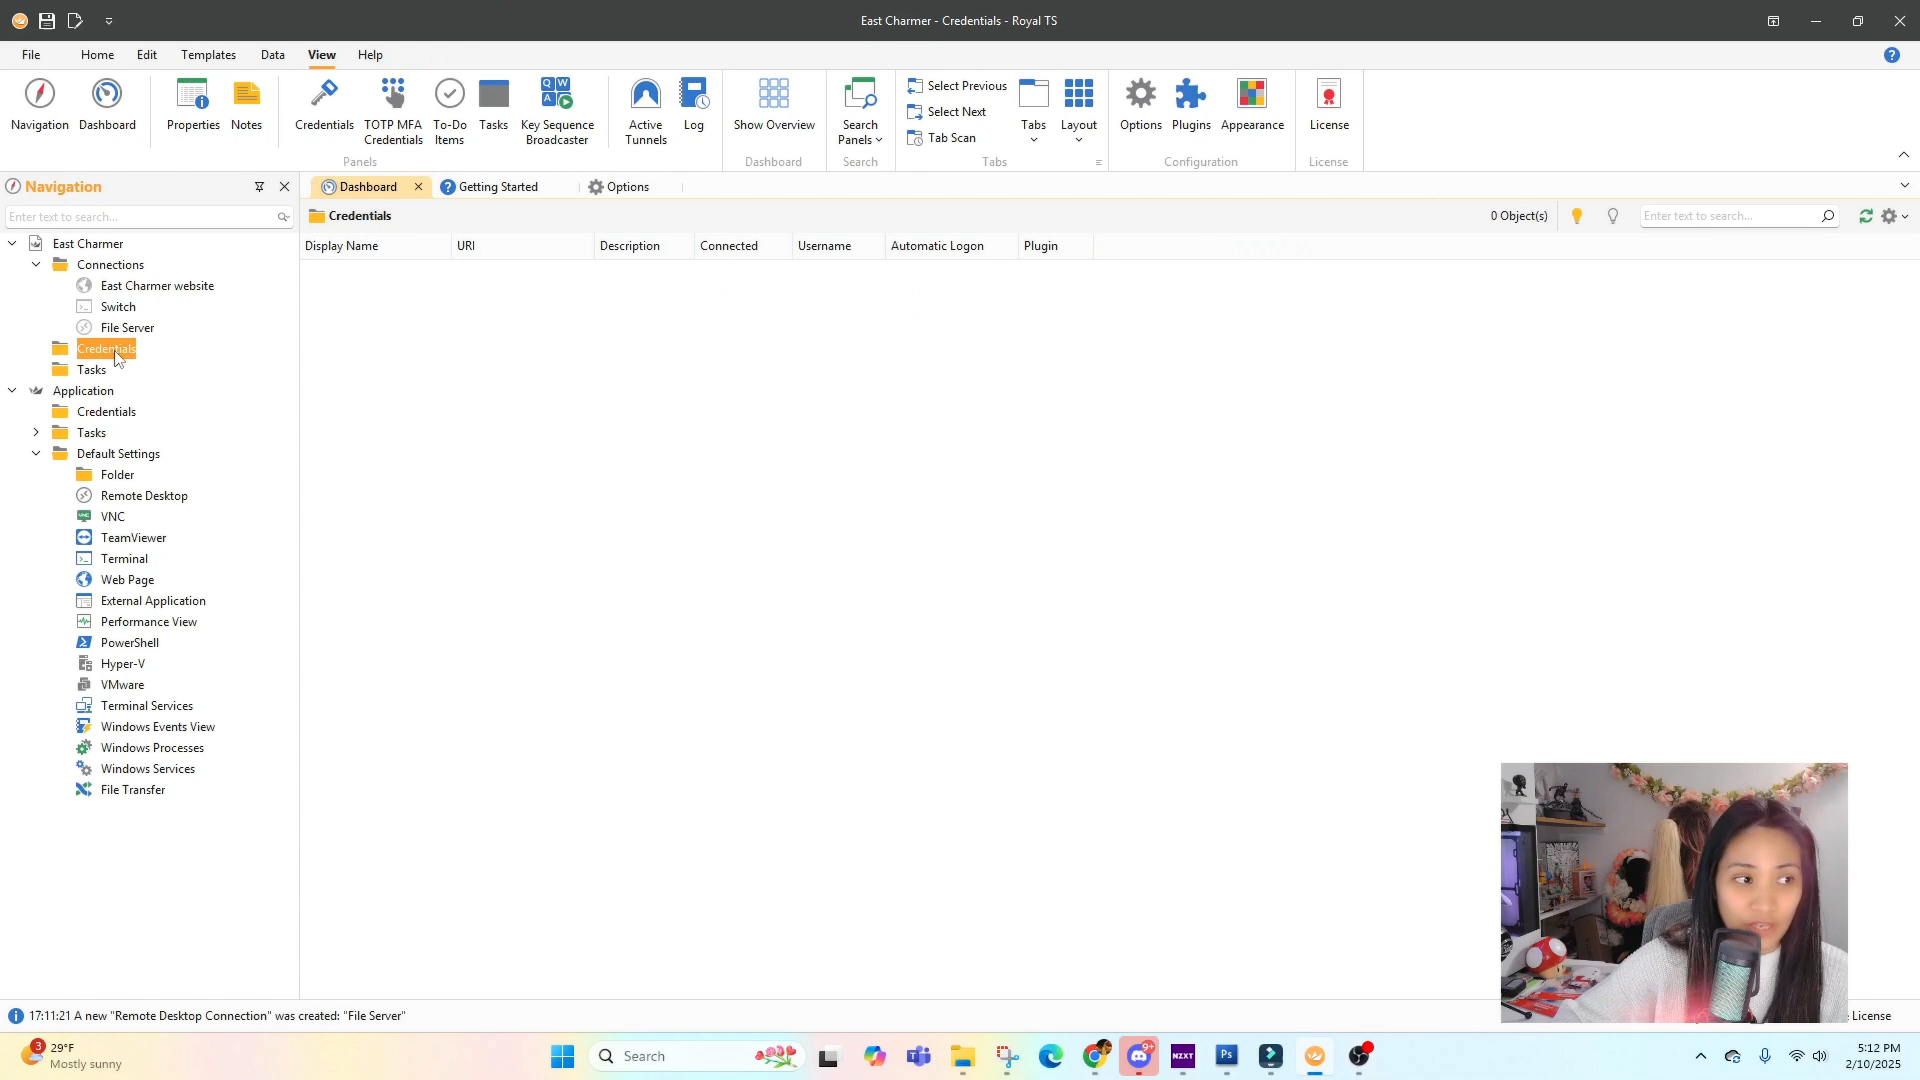 East Charmer - Credentials - Royal TS
File Home Edit Templates Data View Help
Navigation Dashboard Properties Notes Credentials TOTP MFA Credentials To-Do Items Tasks Key Sequence Broadcaster Active Tunnels Log Show Overview Search Panels Select Previous Select Next Tab Scan Tabs Layout Options Plugins Appearance License
Panels Dashboard Search Tabs Configuration License
Navigation
Dashboard Getting Started Options
Enter text to search...
Credentials 0 Object(s) Enter text to search...
Display Name URI Description Connected Username Automatic Logon Plugin
East Charmer
Connections
East Charmer website
Switch
File Server
Credentials
Tasks
Application
Credentials
Tasks
Default Settings
Folder
Remote Desktop
VNC
TeamViewer
Terminal
Web Page
External Application
Performance View
PowerShell
Hyper-V
VMware
Terminal Services
Windows Events View
Windows Processes
Windows Services
File Transfer
17:11:21 A new "Remote Desktop Connection" was created: "File Server"
License
3
29°F
Mostly sunny
Search
9+
NZXT
Ps
5:12 PM
2/10/2025